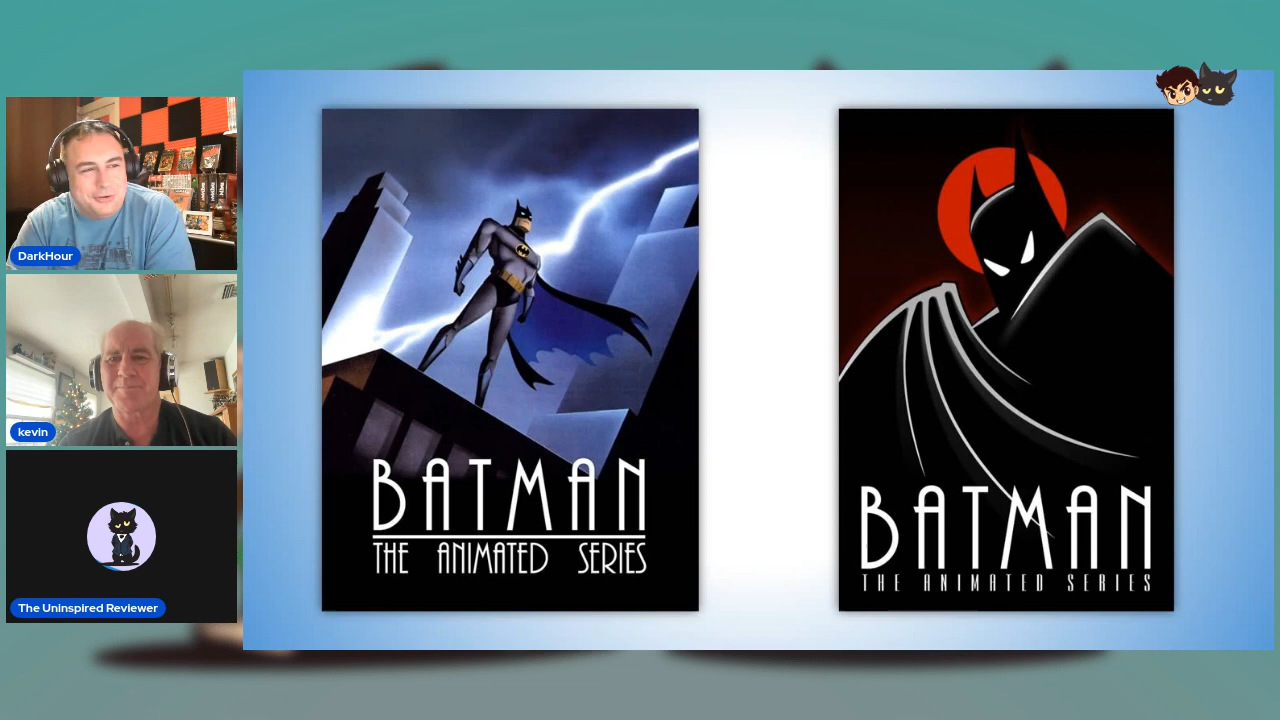 DarkHour
kevin
The Uninspired Reviewer
BATMAN
THE ANIMATED SERIES
BATMAN
THE ANIMATED SERIES